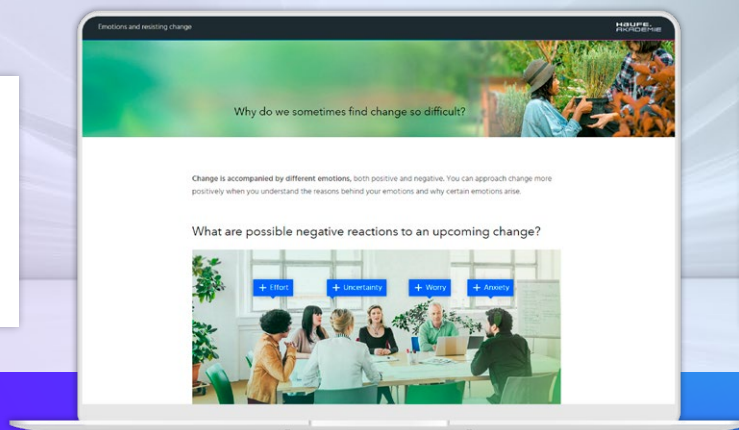 Emotions and resisting change
HAUFE.
AKADEMIE
Why do we sometimes find change so difficult?
Change is accompanied by different emotions, both positive and negative. You can approach change more
positively when you understand the reasons behind your emotions and why certain emotions arise.
What are possible negative reactions to an upcoming change?
+ Effort
+ Uncertainty
+ Worry
+ Anxiety